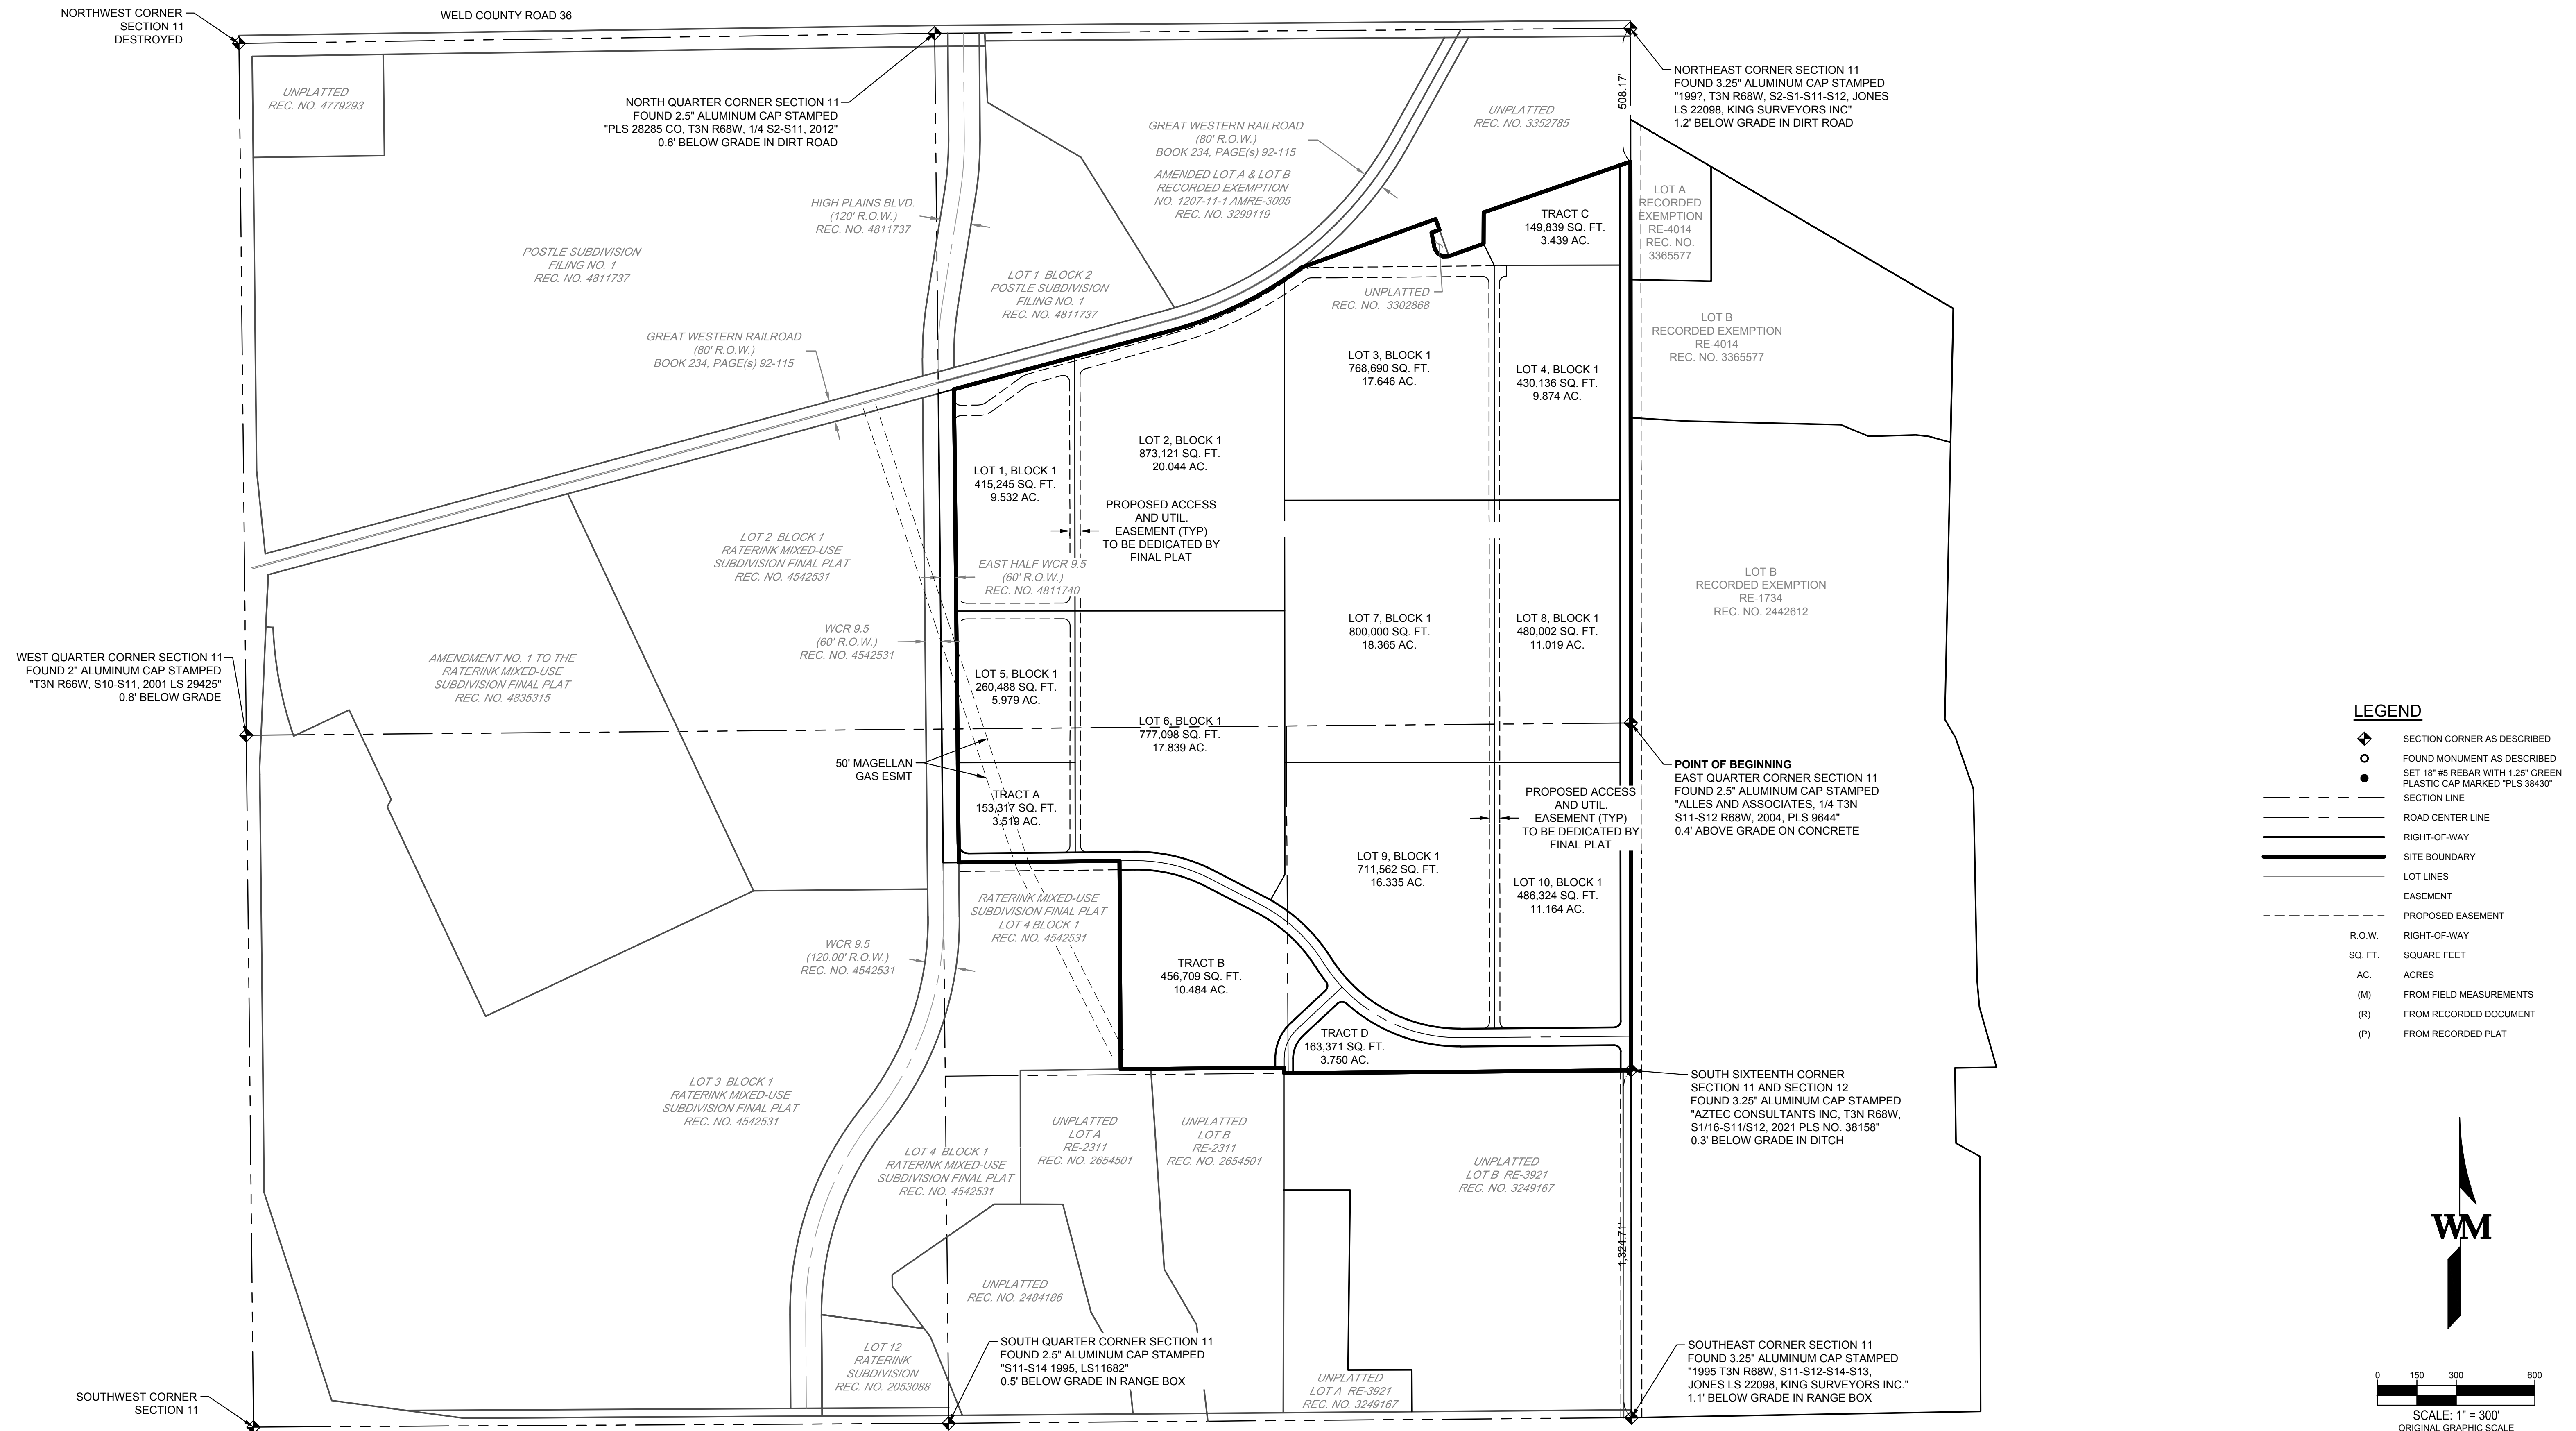 NORTHWEST CORNER
SECTION 11
DESTROYED
WELD COUNTY ROAD 36
UNPLATTED
REC. NO. 4779293
NORTH QUARTER CORNER SECTION 11
FOUND 2.5" ALUMINUM CAP STAMPED
"PLS 28285 CO, T3N R68W, 1/4 S2-S11, 2012"
0.6' BELOW GRADE IN DIRT ROAD
GREAT WESTERN RAILROAD
(80' R.O.W.)
BOOK 234, PAGE(s) 92-115
AMENDED LOT A & LOT B
RECORDED EXEMPTION
NO. 1207-11-1 AMRE-3005
REC. NO. 3299119
UNPLATTED
REC. NO. 3352785
508.17'
NORTHEAST CORNER SECTION 11
FOUND 3.25" ALUMINUM CAP STAMPED
"199?, T3N R68W, S2-S1-S11-S12, JONES
LS 22098, KING SURVEYORS INC"
1.2' BELOW GRADE IN DIRT ROAD
HIGH PLAINS BLVD.
(120' R.O.W.)
REC. NO. 4811737
POSTLE SUBDIVISION
FILING NO. 1
REC. NO. 4811737
LOT 1  BLOCK 2
POSTLE SUBDIVISION
FILING NO. 1
REC. NO. 4811737
TRACT C
149,839 SQ. FT.
3.439 AC.
LOT A
RECORDED
EXEMPTION
RE-4014
REC. NO.
3365577
UNPLATTED
REC. NO.  3302868
LOT B
RECORDED EXEMPTION
RE-4014
REC. NO. 3365577
GREAT WESTERN RAILROAD
(80' R.O.W.)
BOOK 234, PAGE(s) 92-115
LOT 3, BLOCK 1
768,690 SQ. FT.
17.646 AC.
LOT 4, BLOCK 1
430,136 SQ. FT.
9.874 AC.
LOT 2, BLOCK 1
873,121 SQ. FT.
20.044 AC.
LOT 1, BLOCK 1
415,245 SQ. FT.
9.532 AC.
PROPOSED ACCESS
AND UTIL.
EASEMENT (TYP)
TO BE DEDICATED BY
FINAL PLAT
LOT 2  BLOCK 1
RATERINK MIXED-USE
SUBDIVISION FINAL PLAT
REC. NO. 4542531
EAST HALF WCR 9.5
(60' R.O.W.)
REC. NO. 4811740
LOT B
RECORDED EXEMPTION
RE-1734
REC. NO. 2442612
WCR 9.5
(60' R.O.W.)
REC. NO. 4542531
LOT 7, BLOCK 1
800,000 SQ. FT.
18.365 AC.
LOT 8, BLOCK 1
480,002 SQ. FT.
11.019 AC.
WEST QUARTER CORNER SECTION 11
FOUND 2" ALUMINUM CAP STAMPED
"T3N R66W, S10-S11, 2001 LS 29425"
0.8' BELOW GRADE
AMENDMENT NO. 1 TO THE
RATERINK MIXED-USE
SUBDIVISION FINAL PLAT
REC. NO. 4835315
LOT 5, BLOCK 1
260,488 SQ. FT.
5.979 AC.
LOT 6, BLOCK 1
777,098 SQ. FT.
17.839 AC.
50' MAGELLAN
GAS ESMT
POINT OF BEGINNING
EAST QUARTER CORNER SECTION 11
FOUND 2.5" ALUMINUM CAP STAMPED
"ALLES AND ASSOCIATES, 1/4 T3N
S11-S12 R68W, 2004, PLS 9644"
0.4' ABOVE GRADE ON CONCRETE
TRACT A
153,317 SQ. FT.
3.519 AC.
PROPOSED ACCESS
AND UTIL.
EASEMENT (TYP)
TO BE DEDICATED BY
FINAL PLAT
LOT 9, BLOCK 1
711,562 SQ. FT.
16.335 AC.
LOT 10, BLOCK 1
486,324 SQ. FT.
11.164 AC.
RATERINK MIXED-USE
SUBDIVISION FINAL PLAT
LOT 4 BLOCK 1
REC. NO. 4542531
WCR 9.5
(120.00' R.O.W.)
REC. NO. 4542531
TRACT B
456,709 SQ. FT.
10.484 AC.
TRACT D
163,371 SQ. FT.
3.750 AC.
LOT 3  BLOCK 1
RATERINK MIXED-USE
SUBDIVISION FINAL PLAT
REC. NO. 4542531
SOUTH SIXTEENTH CORNER
SECTION 11 AND SECTION 12
FOUND 3.25" ALUMINUM CAP STAMPED
"AZTEC CONSULTANTS INC, T3N R68W,
S1/16-S11/S12, 2021 PLS NO. 38158"
0.3' BELOW GRADE IN DITCH
UNPLATTED
LOT A
RE-2311
REC. NO. 2654501
UNPLATTED
LOT B
RE-2311
REC. NO. 2654501
LOT 4  BLOCK 1
RATERINK MIXED-USE
SUBDIVISION FINAL PLAT
REC. NO. 4542531
UNPLATTED
LOT B  RE-3921
REC. NO. 3249167
1,324.71'
UNPLATTED
REC. NO. 2484186
SOUTH QUARTER CORNER SECTION 11
FOUND 2.5" ALUMINUM CAP STAMPED
"S11-S14 1995, LS11682"
0.5' BELOW GRADE IN RANGE BOX
LOT 12
RATERINK
SUBDIVISION
REC. NO. 2053088
UNPLATTED
LOT A  RE-3921
REC. NO. 3249167
SOUTHEAST CORNER SECTION 11
FOUND 3.25" ALUMINUM CAP STAMPED
"1995 T3N R68W, S11-S12-S14-S13,
JONES LS 22098, KING SURVEYORS INC."
1.1' BELOW GRADE IN RANGE BOX
SOUTHWEST CORNER
SECTION 11
LEGEND
SECTION CORNER AS DESCRIBED
FOUND MONUMENT AS DESCRIBED
SET 18" #5 REBAR WITH 1.25" GREEN
PLASTIC CAP MARKED "PLS 38430"
SECTION LINE
ROAD CENTER LINE
RIGHT-OF-WAY
SITE BOUNDARY
LOT LINES
EASEMENT
PROPOSED EASEMENT
R.O.W. RIGHT-OF-WAY
SQ. FT. SQUARE FEET
AC. ACRES
(M) FROM FIELD MEASUREMENTS
(R) FROM RECORDED DOCUMENT
(P) FROM RECORDED PLAT
WM
0 150 300 600
SCALE: 1" = 300'
ORIGINAL GRAPHIC SCALE